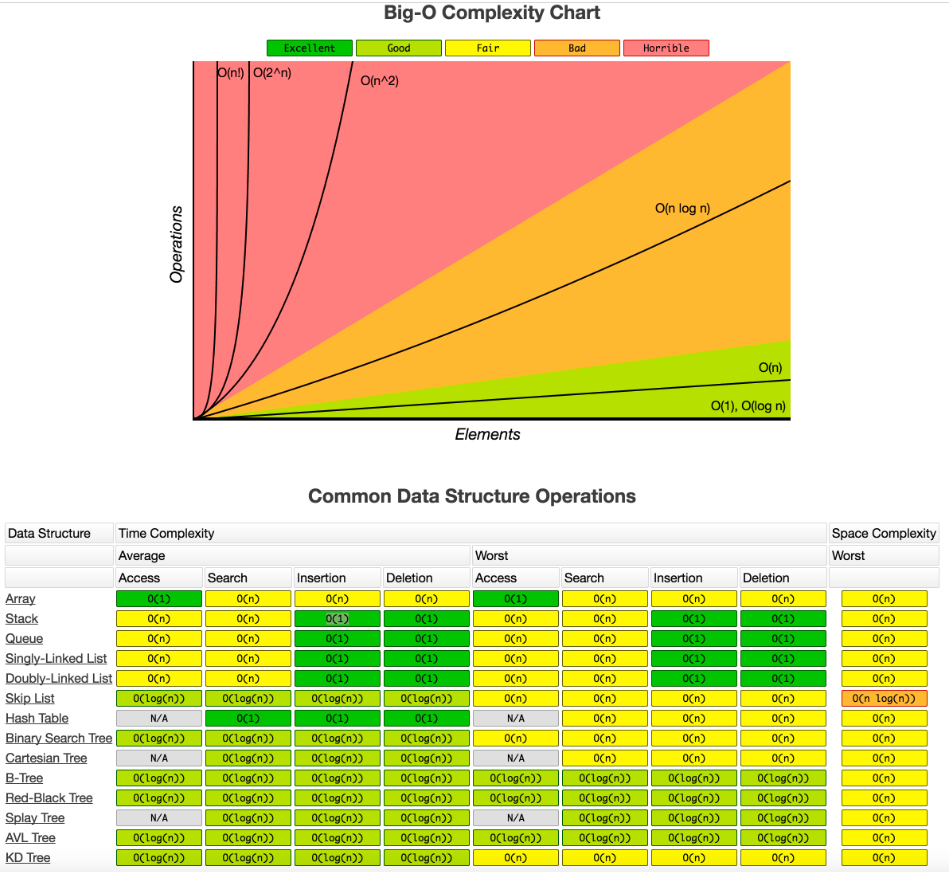 Big-O Complexity Chart
Excellent Good Fair Bad Horrible
O(n!) O(2^n) O(n^2)
O(n log n)
Operations
O(n)
O(1), O(log n)
Elements
Common Data Structure Operations
Data Structure Time Complexity Space Complexity
Average Worst Worst
Access Search Insertion Deletion Access Search Insertion Deletion
Array O(1) O(n) O(n) O(n) O(1) O(n) O(n) O(n) O(n)
Stack O(n) O(n) O(1) O(1) O(n) O(n) O(1) O(1) O(n)
Queue O(n) O(n) O(1) O(1) O(n) O(n) O(1) O(1) O(n)
Singly-Linked List O(n) O(n) O(1) O(1) O(n) O(n) O(1) O(1) O(n)
Doubly-Linked List O(n) O(n) O(1) O(1) O(n) O(n) O(1) O(1) O(n)
Skip List O(log(n)) O(log(n)) O(log(n)) O(log(n)) O(n) O(n) O(n) O(n) O(n log(n))
Hash Table N/A O(1) O(1) O(1) N/A O(n) O(n) O(n) O(n)
Binary Search Tree O(log(n)) O(log(n)) O(log(n)) O(log(n)) O(n) O(n) O(n) O(n) O(n)
Cartesian Tree N/A O(log(n)) O(log(n)) O(log(n)) N/A O(n) O(n) O(n) O(n)
B-Tree O(log(n)) O(log(n)) O(log(n)) O(log(n)) O(log(n)) O(log(n)) O(log(n)) O(log(n)) O(n)
Red-Black Tree O(log(n)) O(log(n)) O(log(n)) O(log(n)) O(log(n)) O(log(n)) O(log(n)) O(log(n)) O(n)
Splay Tree N/A O(log(n)) O(log(n)) O(log(n)) N/A O(log(n)) O(log(n)) O(log(n)) O(n)
AVL Tree O(log(n)) O(log(n)) O(log(n)) O(log(n)) O(log(n)) O(log(n)) O(log(n)) O(log(n)) O(n)
KD Tree O(log(n)) O(log(n)) O(log(n)) O(log(n)) O(n) O(n) O(n) O(n) O(n)